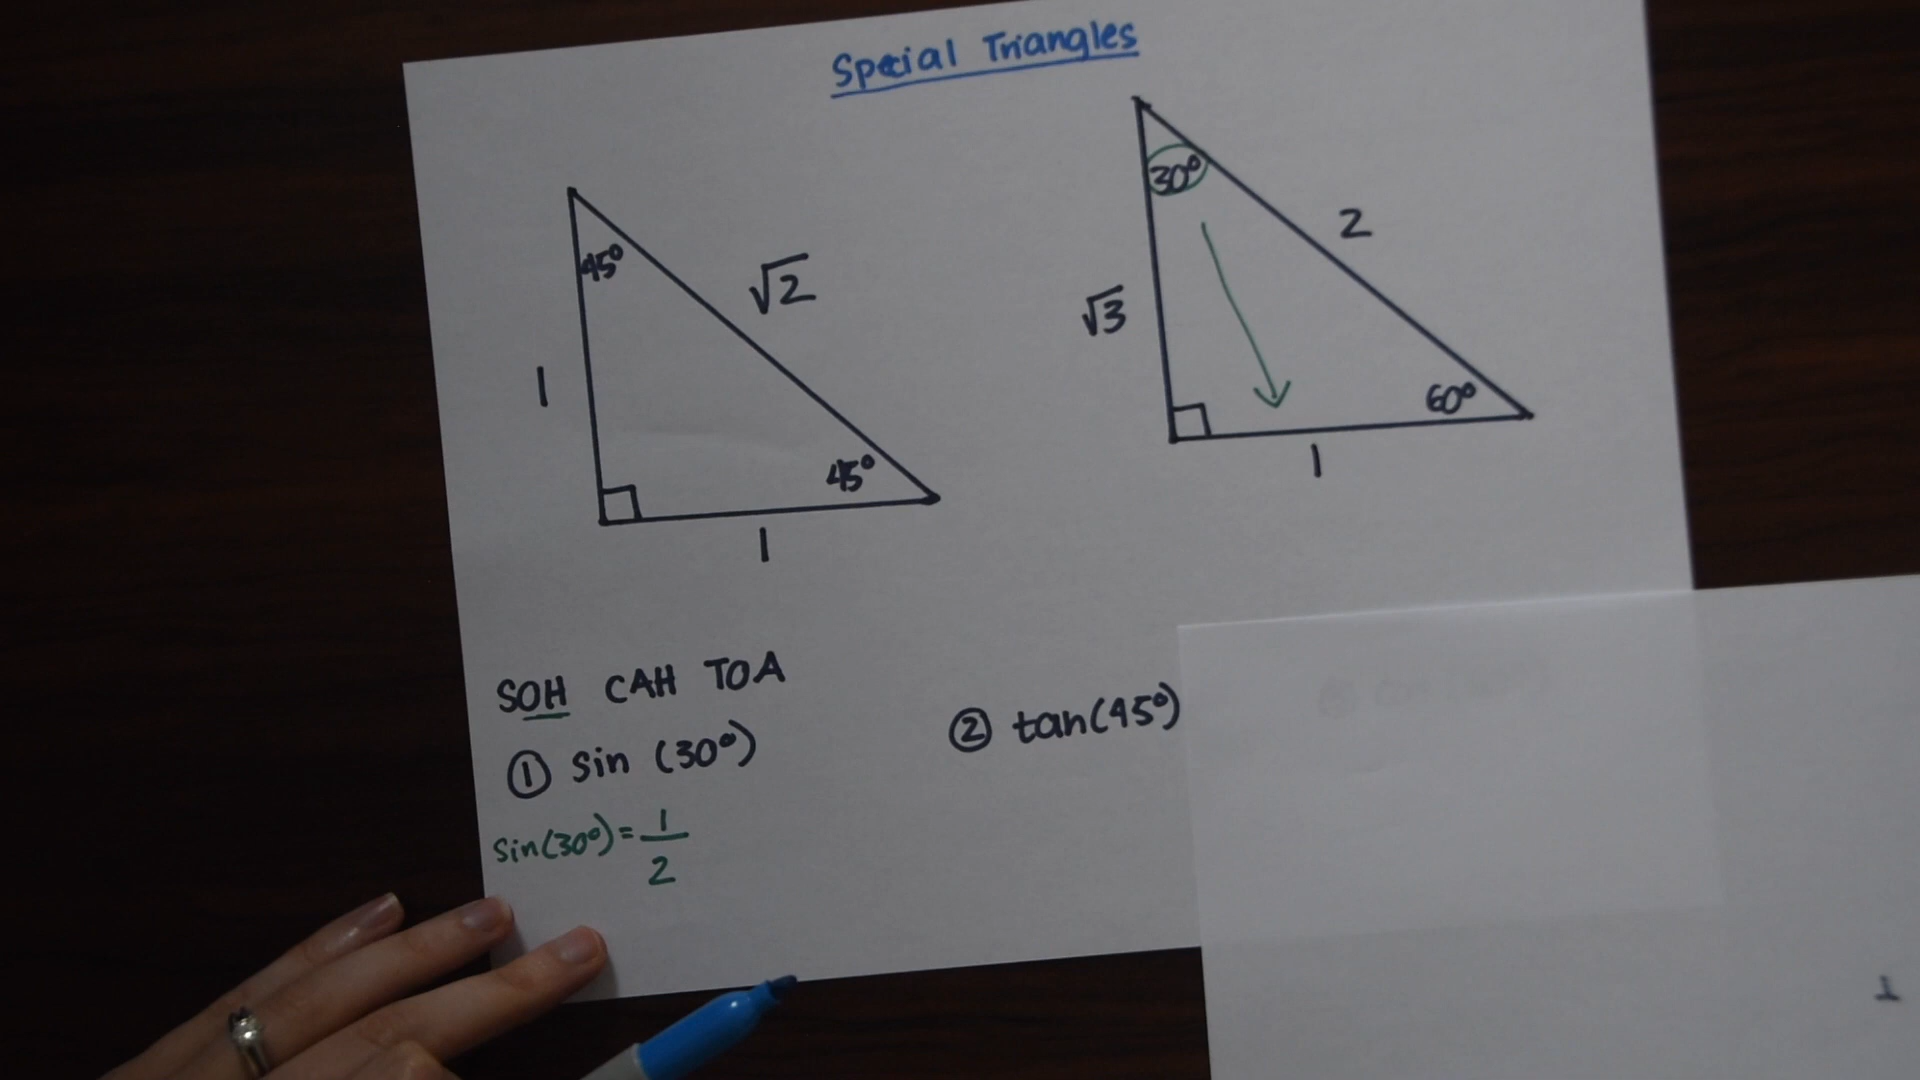 Special Triangles
45°
√2
1
45°
1
30°
2
√3
60°
1
SOH CAH TOA
① sin (30°)
② tan(45°)
sin(30°) = 1
2